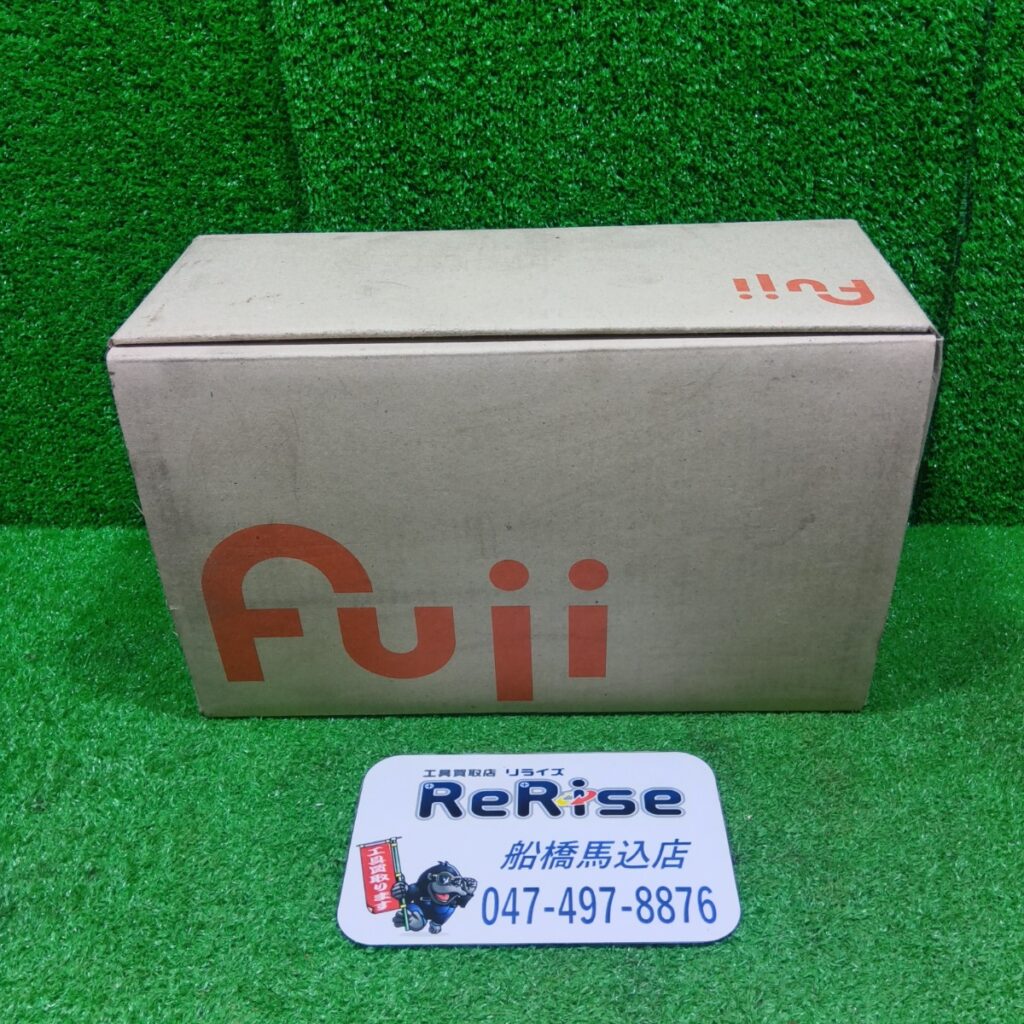 Fuji
Fuji
工具買取店 リライズ
ReRise
船橋馬込店
工具買取ります
047-497-8876